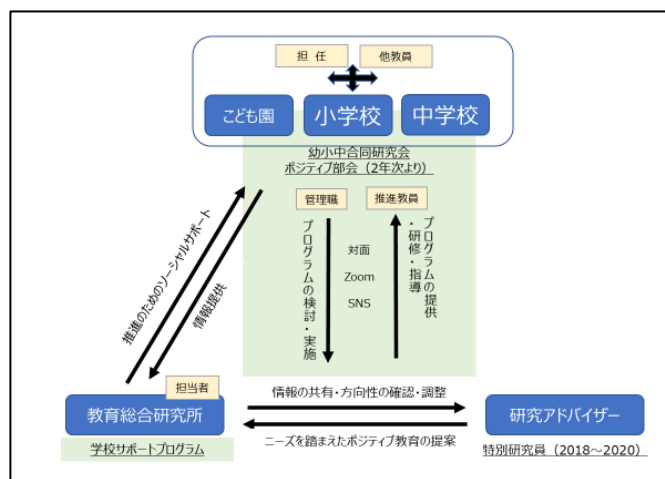 担 任
他教員
こども園
小学校
中学校
幼小中合同研究会
ポジティブ部会（2年次より）
管理職
推進教員
プログラムの検討・実施
対面
Zoom
SNS
プログラムの提供
・研修・指導
推進のためのソーシャルサポート
情報提供
担当者
教育総合研究所
学校サポートプログラム
情報の共有・方向性の確認・調整
ニーズを踏まえたポジティブ教育の提案
研究アドバイザー
特別研究員（2018～2020）